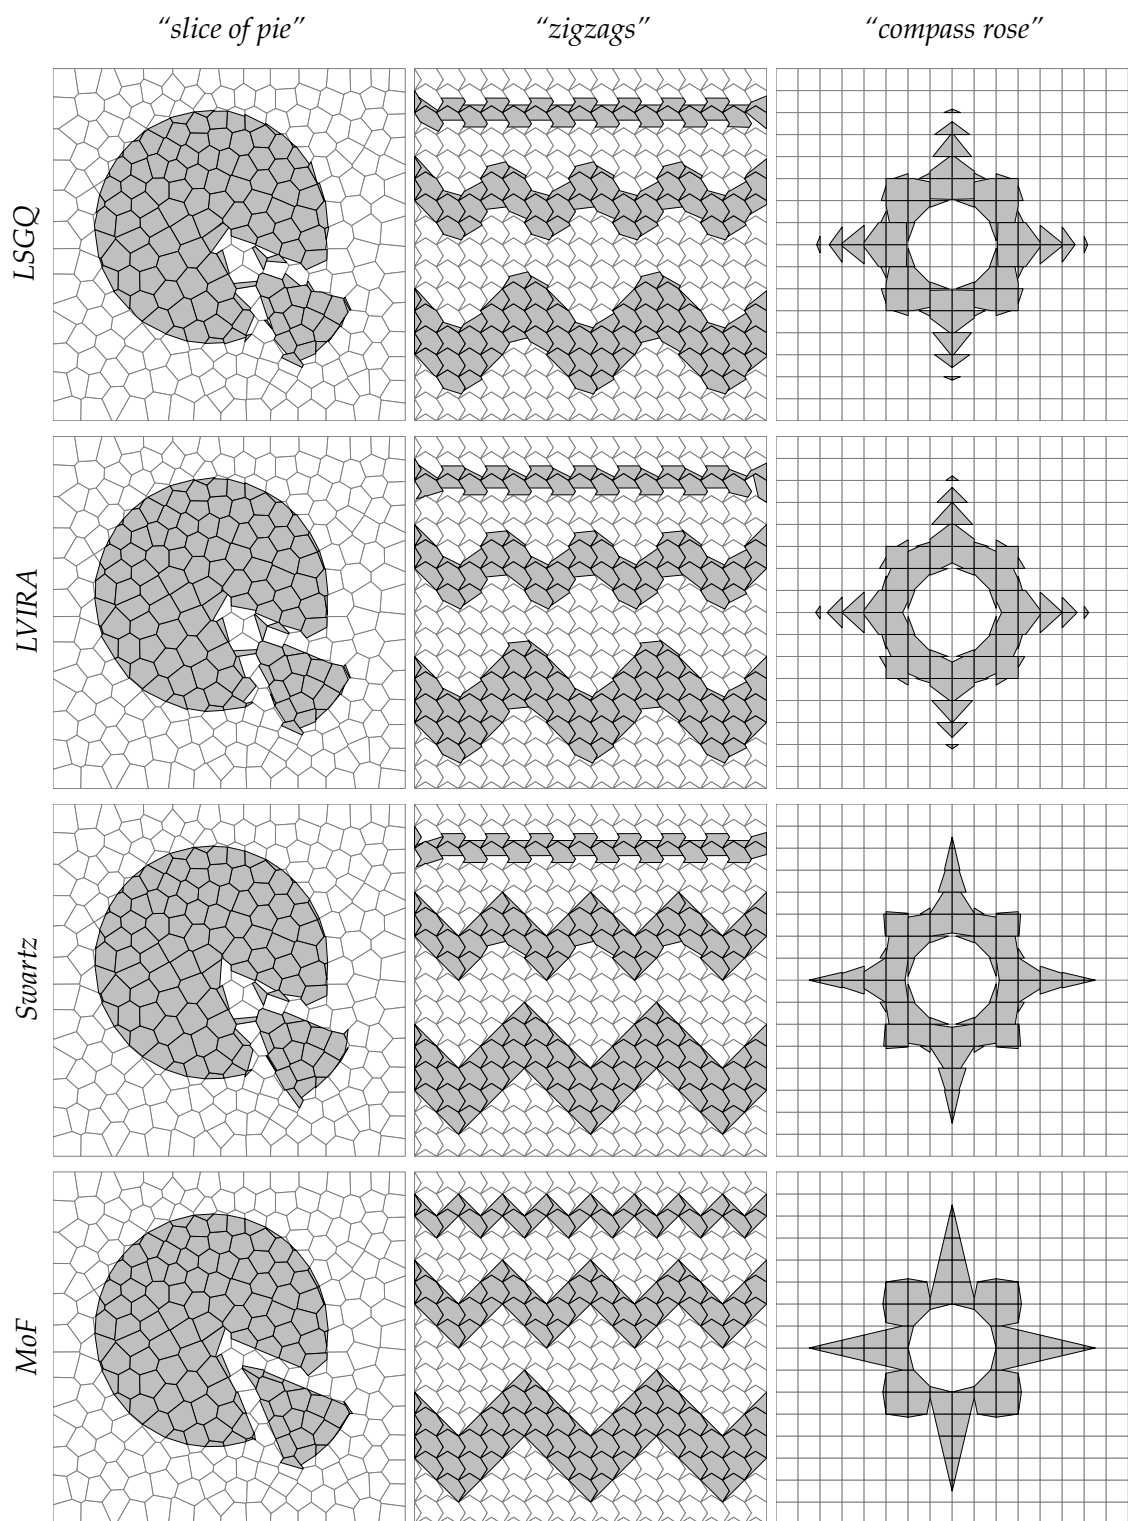 “slice of pie” “zigzags” “compass rose”
LSGQ
LVIRA
Swartz
MoF